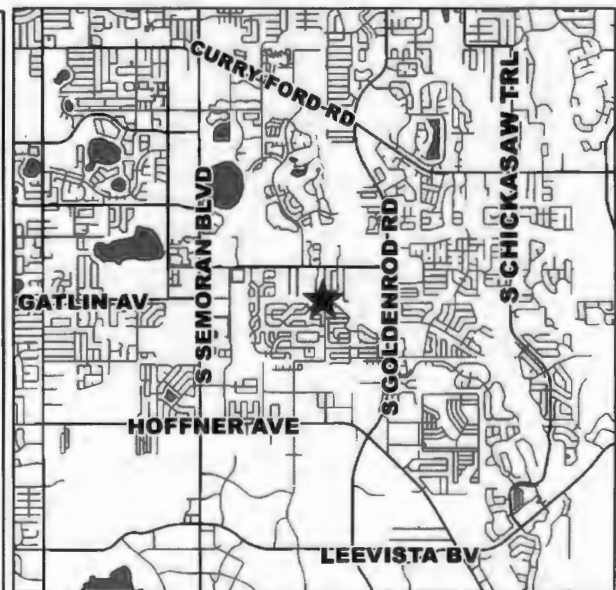 CURRY FORD RD
S CHICKASAW TRL
S SEMORAN BLVD
S GOLDENROD RD
GATLIN AV
HOFFNER AVE
LEEVISTA BV